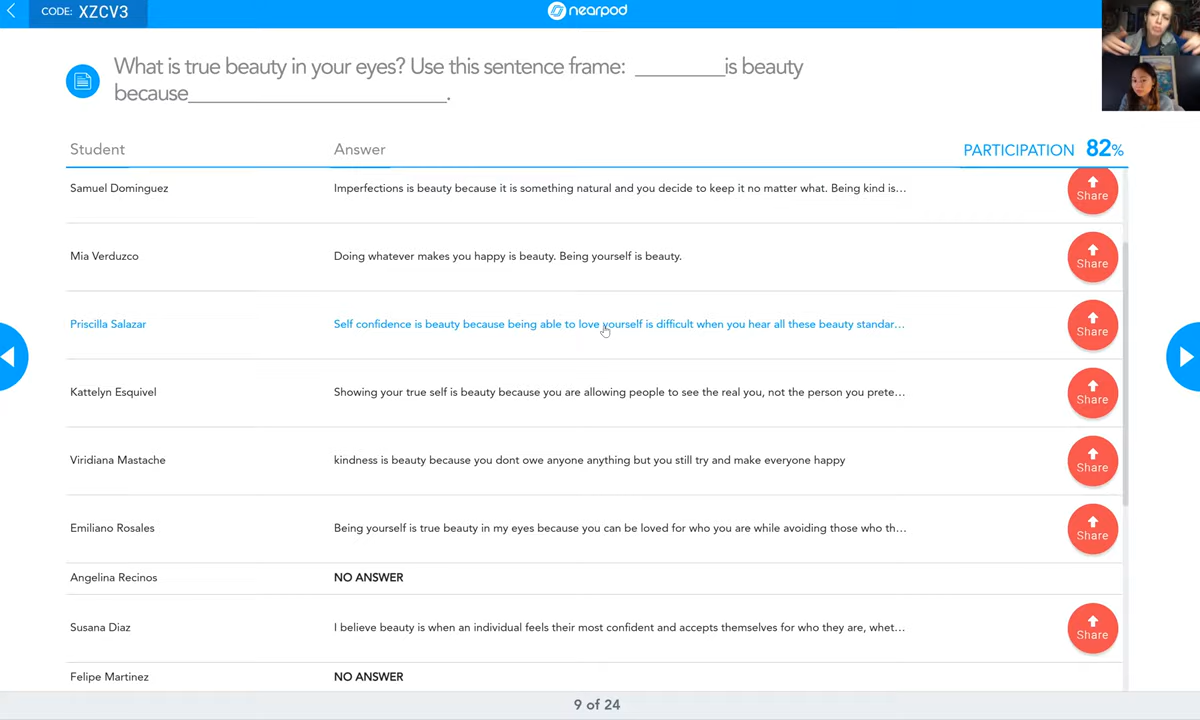 CODE: XZCV3
nearpod
What is true beauty in your eyes? Use this sentence frame: __________is beauty
because______________________________.
Student Answer PARTICIPATION 82%
Samuel Dominguez Imperfections is beauty because it is something natural and you decide to keep it no matter what. Being kind is… Share
Mia Verduzco Doing whatever makes you happy is beauty. Being yourself is beauty. Share
Priscilla Salazar Self confidence is beauty because being able to love yourself is difficult when you hear all these beauty standar… Share
Kattelyn Esquivel Showing your true self is beauty because you are allowing people to see the real you, not the person you prete… Share
Viridiana Mastache kindness is beauty because you dont owe anyone anything but you still try and make everyone happy Share
Emiliano Rosales Being yourself is true beauty in my eyes because you can be loved for who you are while avoiding those who th… Share
Angelina Recinos NO ANSWER
Susana Diaz I believe beauty is when an individual feels their most confident and accepts themselves for who they are, whet… Share
Felipe Martinez NO ANSWER
9 of 24